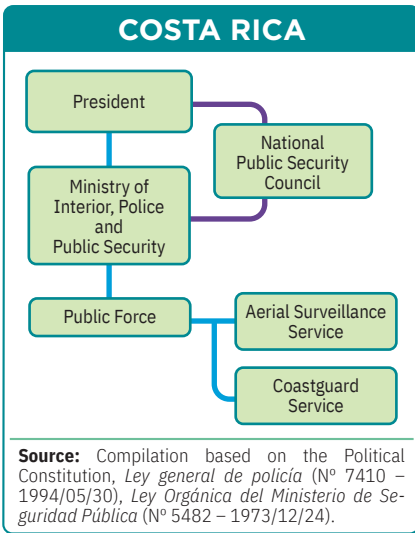 COSTA RICA
President
National
Public Security
Council
Ministry of
Interior, Police
and
Public Security
Public Force
Aerial Surveillance
Service
Coastguard
Service
Source: Compilation based on the Political
Constitution, Ley general de policía (Nº 7410 –
1994/05/30), Ley Orgánica del Ministerio de Se-
guridad Pública (Nº 5482 – 1973/12/24).